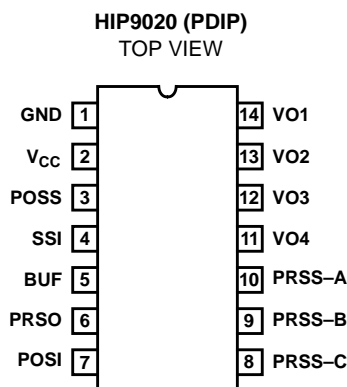 HIP9020 (PDIP)
TOP VIEW
GND 1 14 VO1
VCC 2 13 VO2
POSS 3 12 VO3
SSI 4 11 VO4
BUF 5 10 PRSS–A
PRSO 6 9 PRSS–B
POSI 7 8 PRSS–C